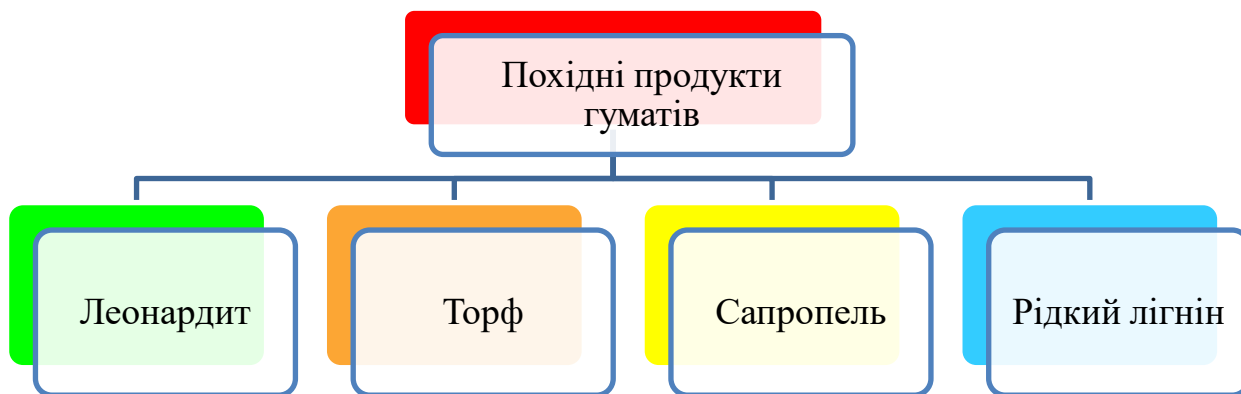 Похідні продукти
гуматів
Леонардит
Торф
Сапропель
Рідкий лігнін